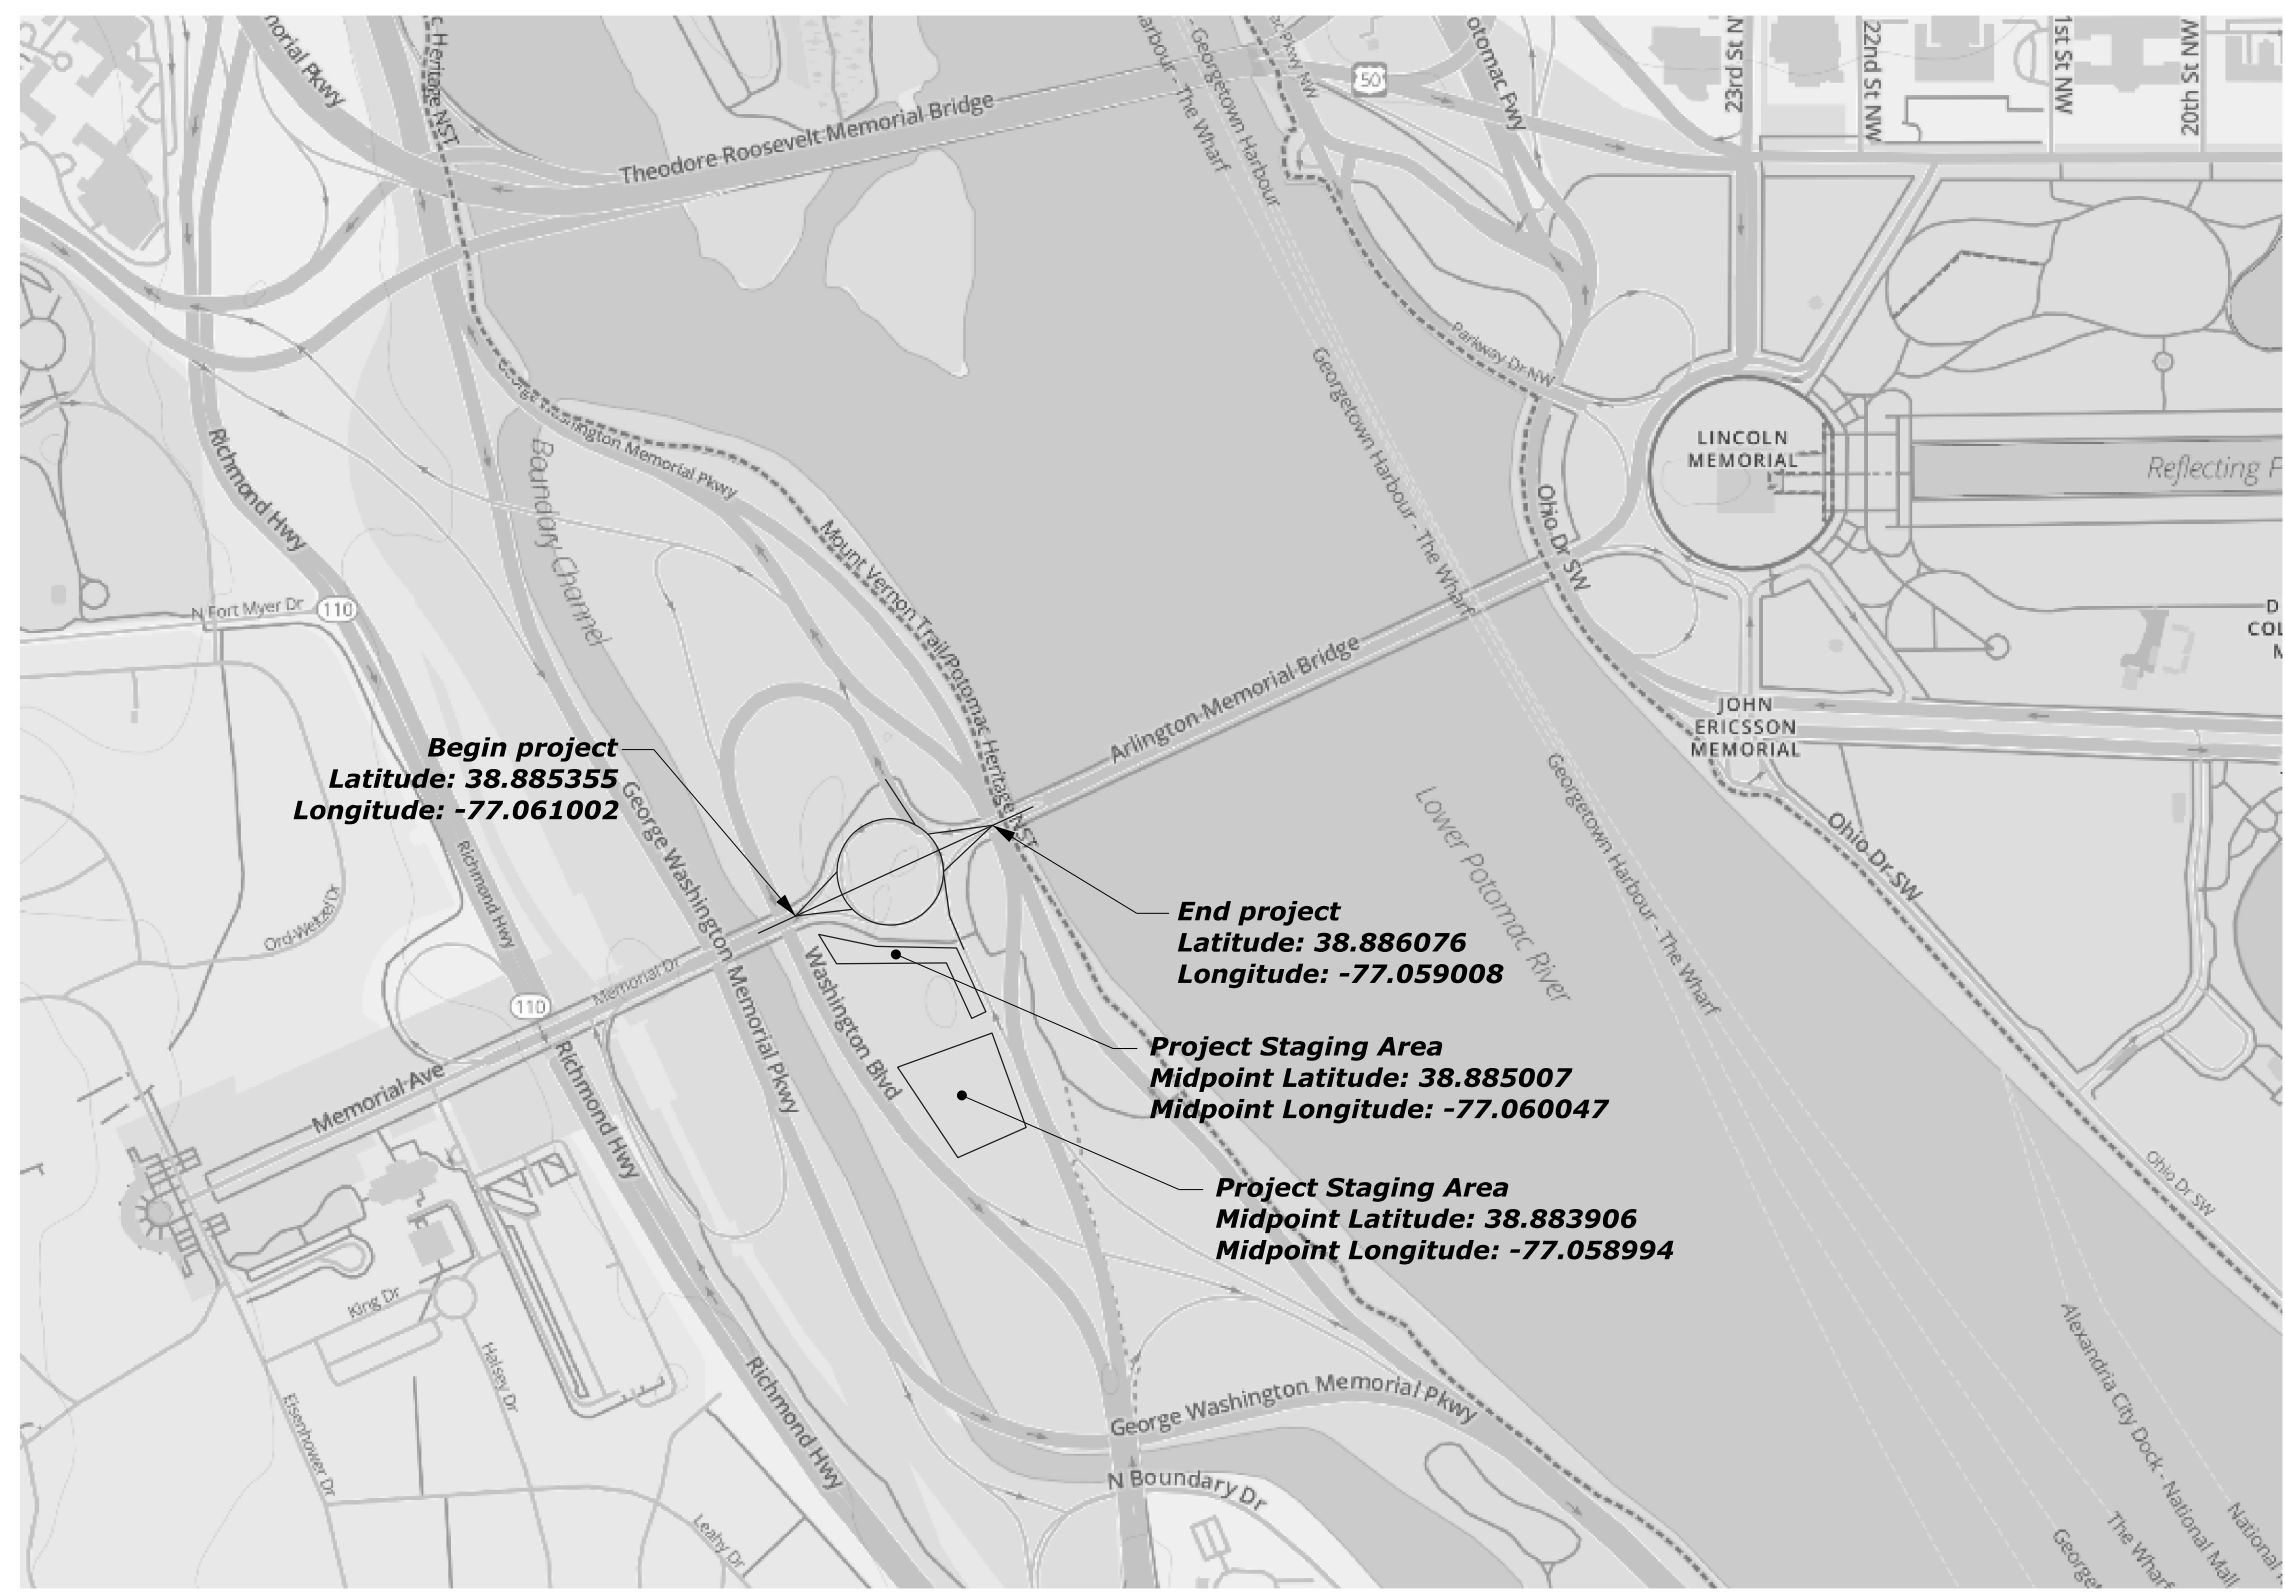 morial Pkwy
c Heritage NST
Theodore Roosevelt Memorial Bridge
arbour - The Wharf
Georgetown Harbour
ac Pkwy NW
50
otomac Fwy
23rd St N
22nd St NW
1st St NW
20th St NW
Parkway Dr NW
LINCOLN
MEMORIAL
Reflecting
Richmond Hwy
Boundary Channel
Memorial Pkwy
Mount Vernon Trail/Potomac Heritage NST
Georgetown Harbour - The Wharf
Ohio Dr SW
N Fort Myer Dr
110
Arlington Memorial Bridge
JOHN
ERICSSON
MEMORIAL
D
COL
M
Begin project
Latitude: 38.885355
Longitude: -77.061002
George Washington Memorial Pkwy
Richmond Hwy
Ord-Weitzel Dr
Lower Potomac River
Georgetown Harbour - The Wharf
Ohio Dr SW
End project
Latitude: 38.886076
Longitude: -77.059008
Memorial Dr
110
Washington Blvd
Project Staging Area
Midpoint Latitude: 38.885007
Midpoint Longitude: -77.060047
Memorial Ave
Richmond Hwy
Project Staging Area
Midpoint Latitude: 38.883906
Midpoint Longitude: -77.058994
Ohio Dr SW
King Dr
Halsey Dr
Eisenhower Dr
Richmond Hwy
George Washington Memorial Pkwy
N Boundary Dr
Leahy Dr
Alexandria City Dock - National Mall
National
The Wharf
George